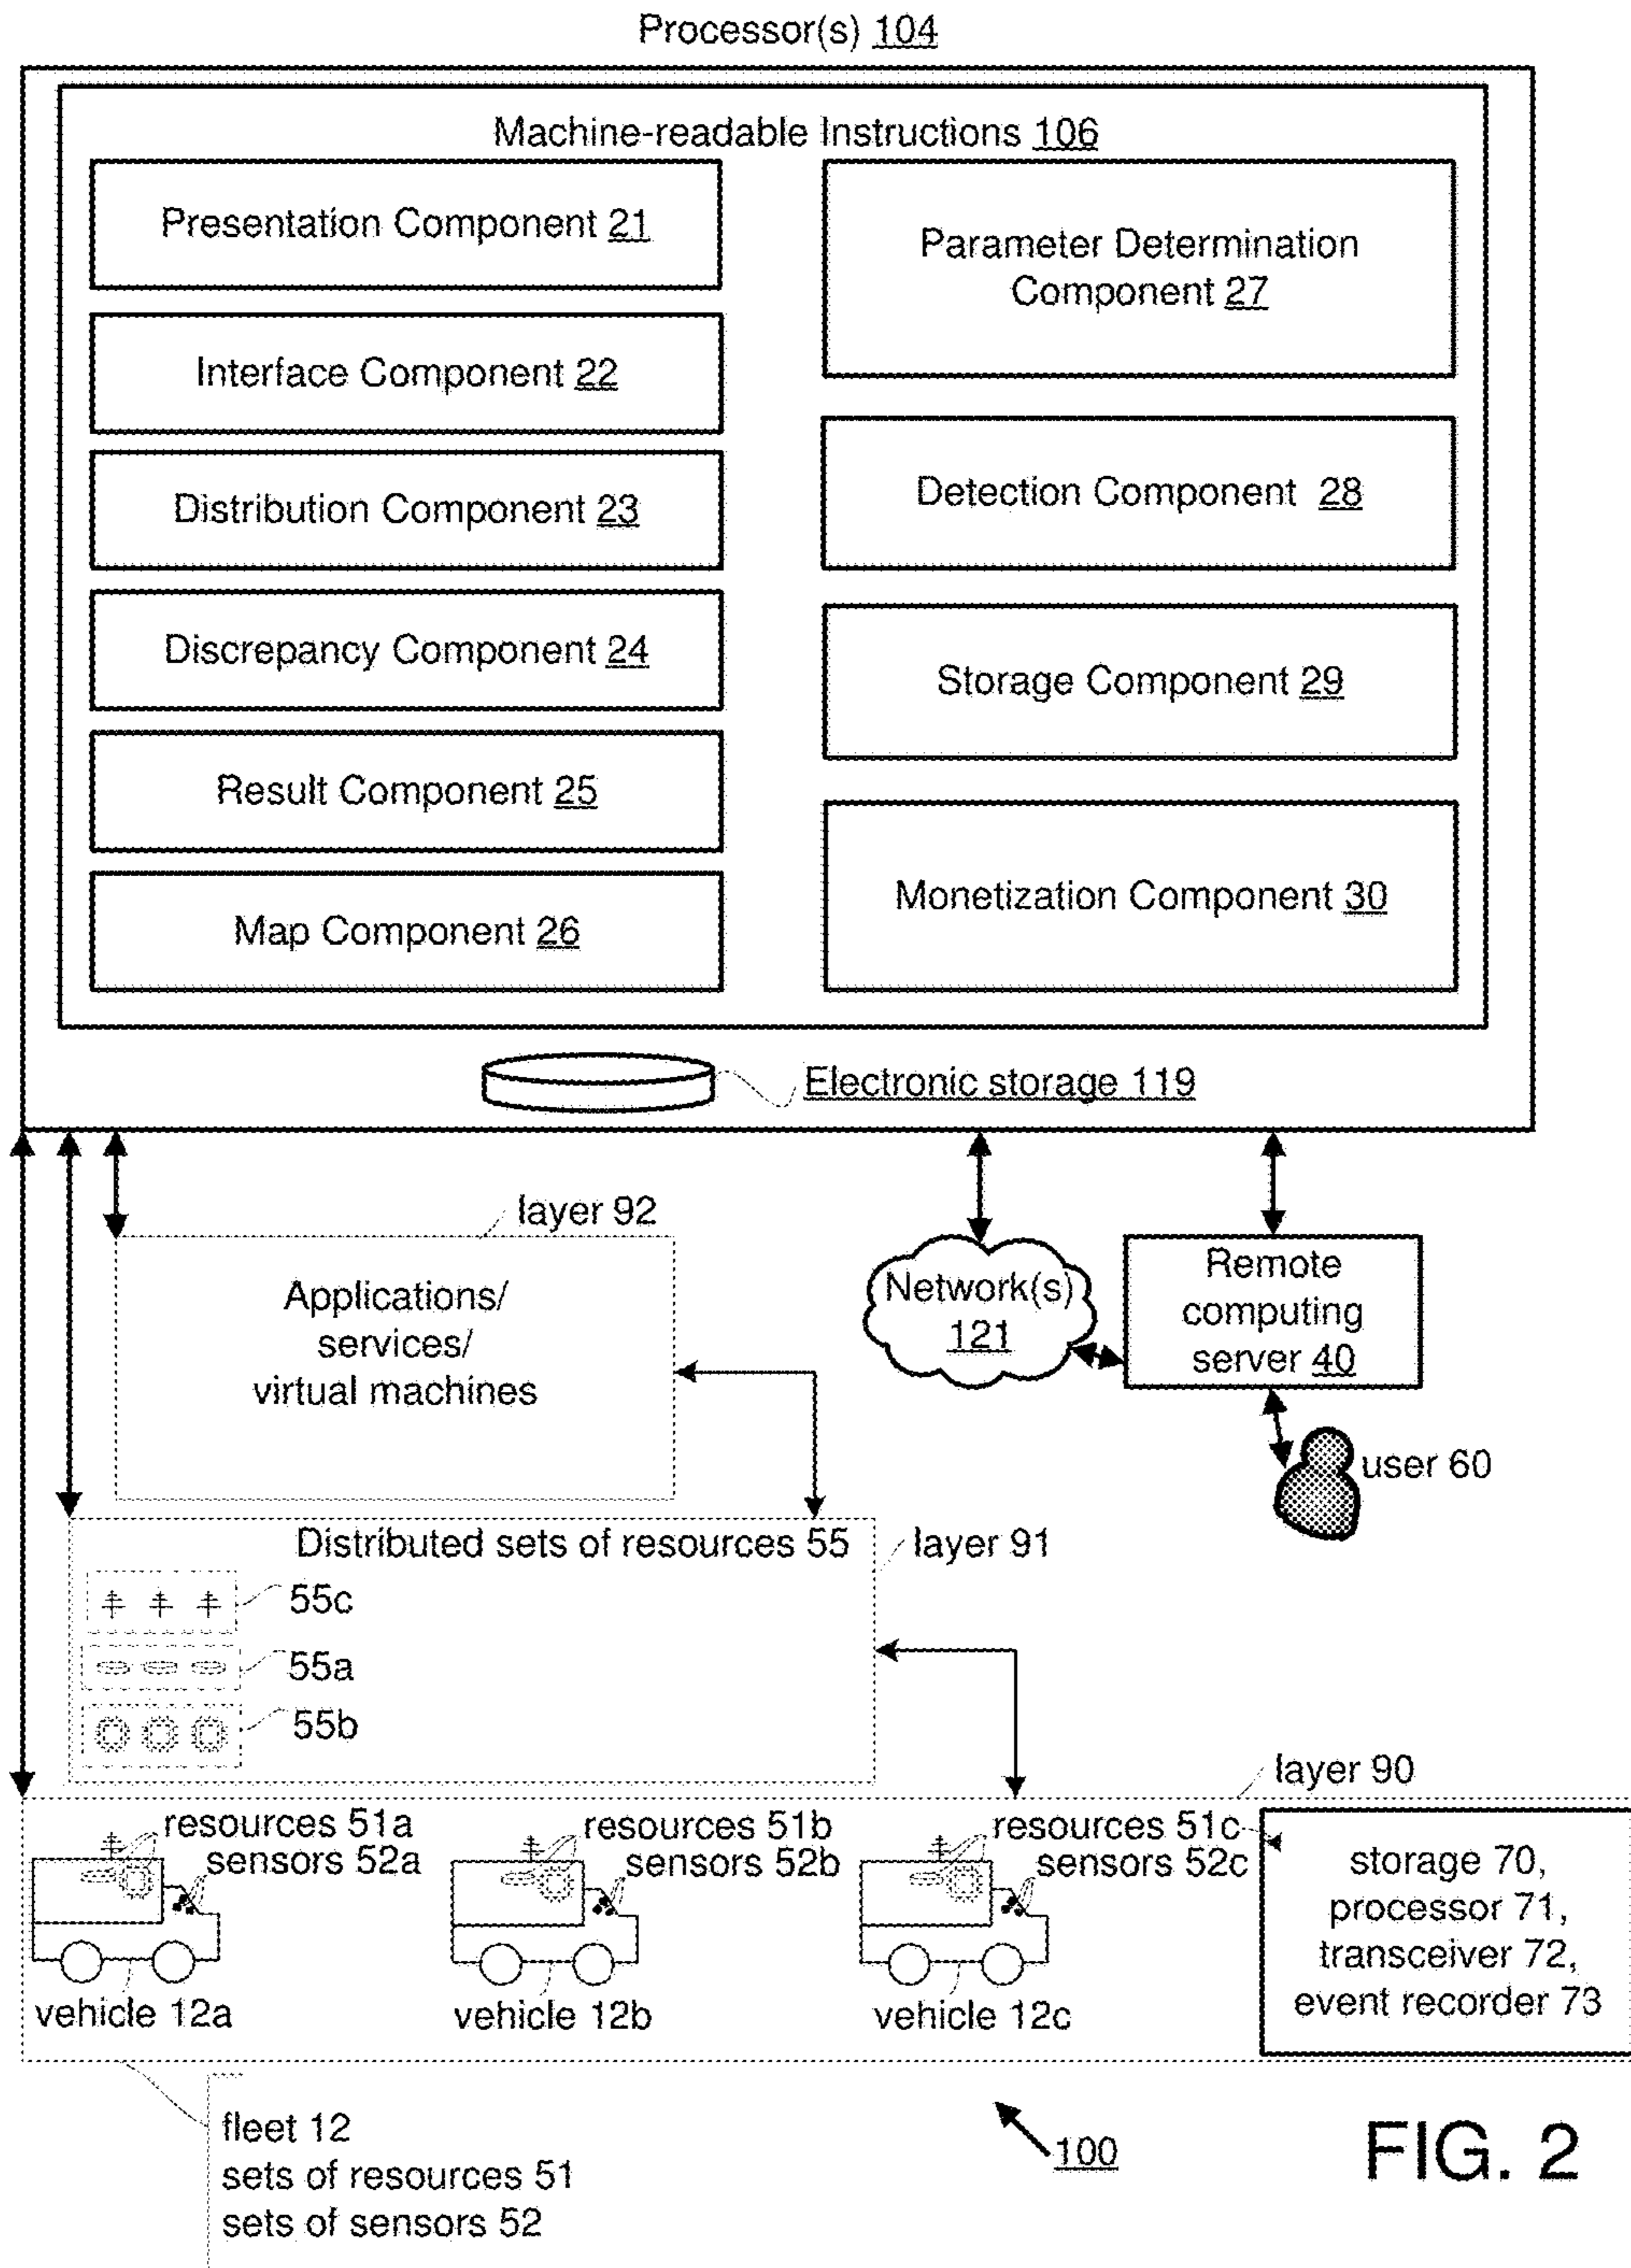 Processor(s) 104
Machine-readable Instructions 106
Presentation Component 21
Interface Component 22
Distribution Component 23
Discrepancy Component 24
Result Component 25
Map Component 26
Parameter Determination
Component 27
Detection Component 28
Storage Component 29
Monetization Component 30
Electronic storage 119
layer 92
Applications/
services/
virtual machines
Network(s)
121
Remote
computing
server 40
user 60
Distributed sets of resources 55
layer 91
55c
55a
55b
layer 90
resources 51a
sensors 52a
vehicle 12a
resources 51b
sensors 52b
vehicle 12b
resources 51c
sensors 52c
vehicle 12c
storage 70,
processor 71,
transceiver 72,
event recorder 73
fleet 12
sets of resources 51
sets of sensors 52
100
FIG. 2